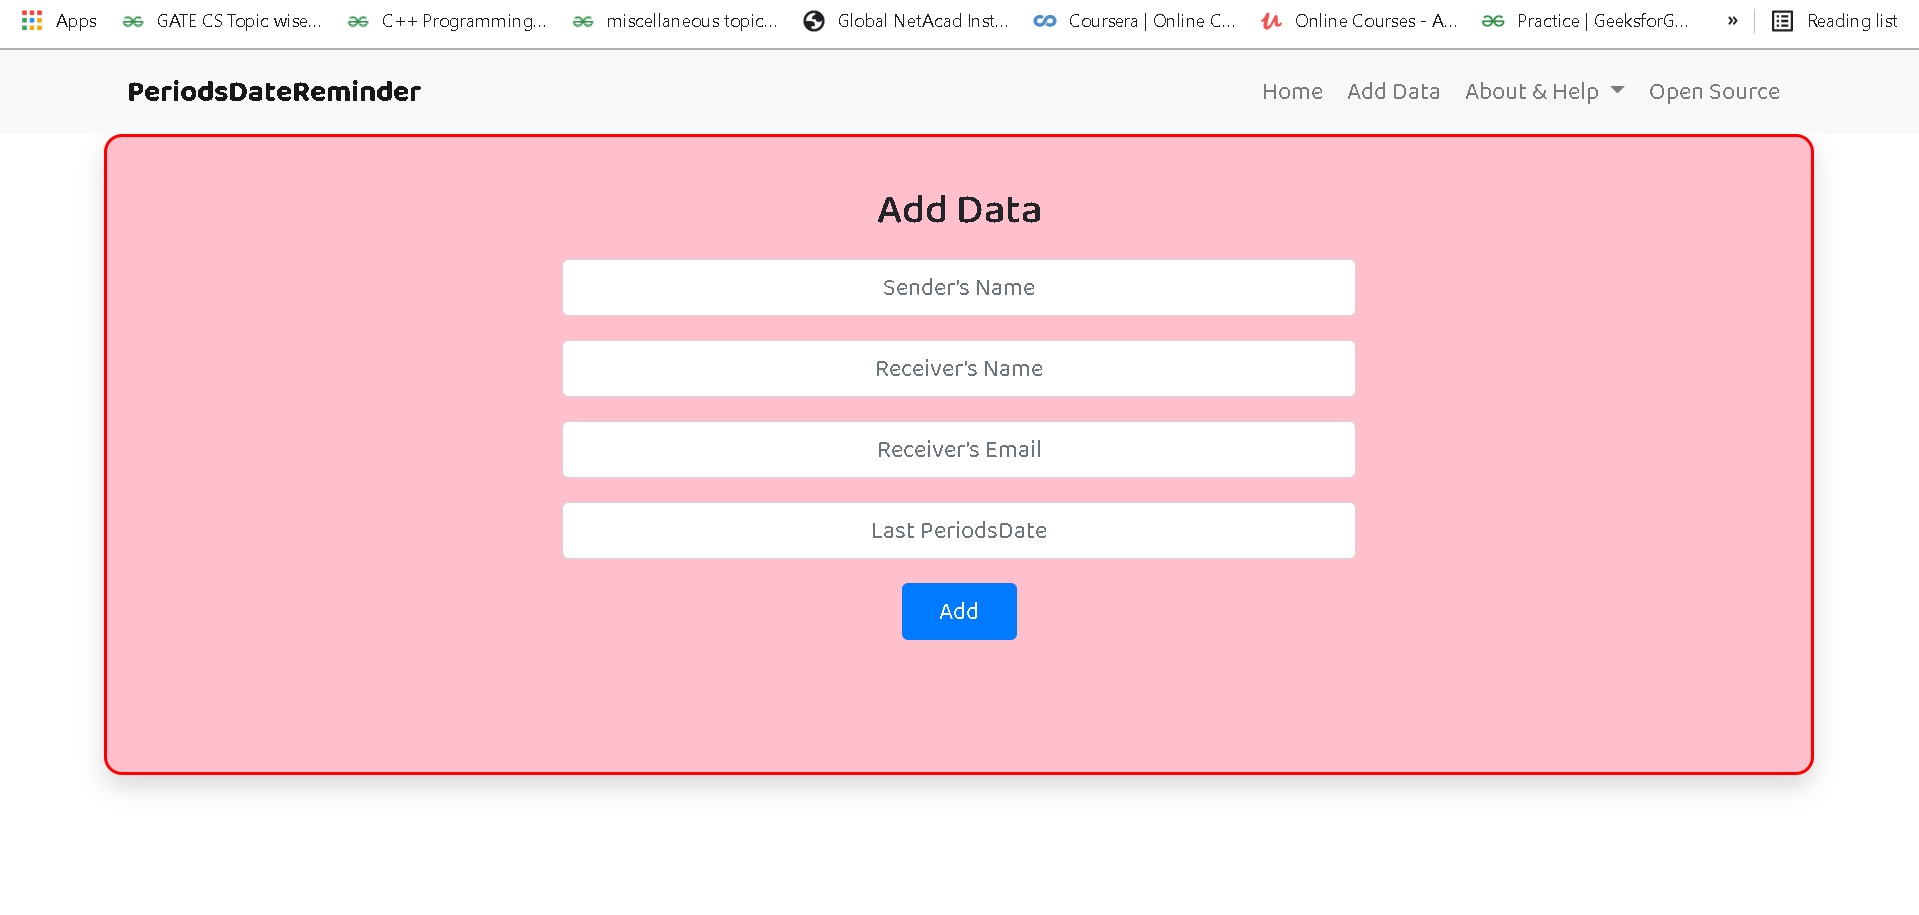 Apps GATE CS Topic wise... C++ Programming... miscellaneous topic... Global NetAcad Inst... Coursera | Online C... Online Courses - A... Practice | GeeksforG... » Reading list
PeriodsDateReminder Home Add Data About & Help Open Source
Add Data
Sender's Name
Receiver's Name
Receiver's Email
Last PeriodsDate
Add